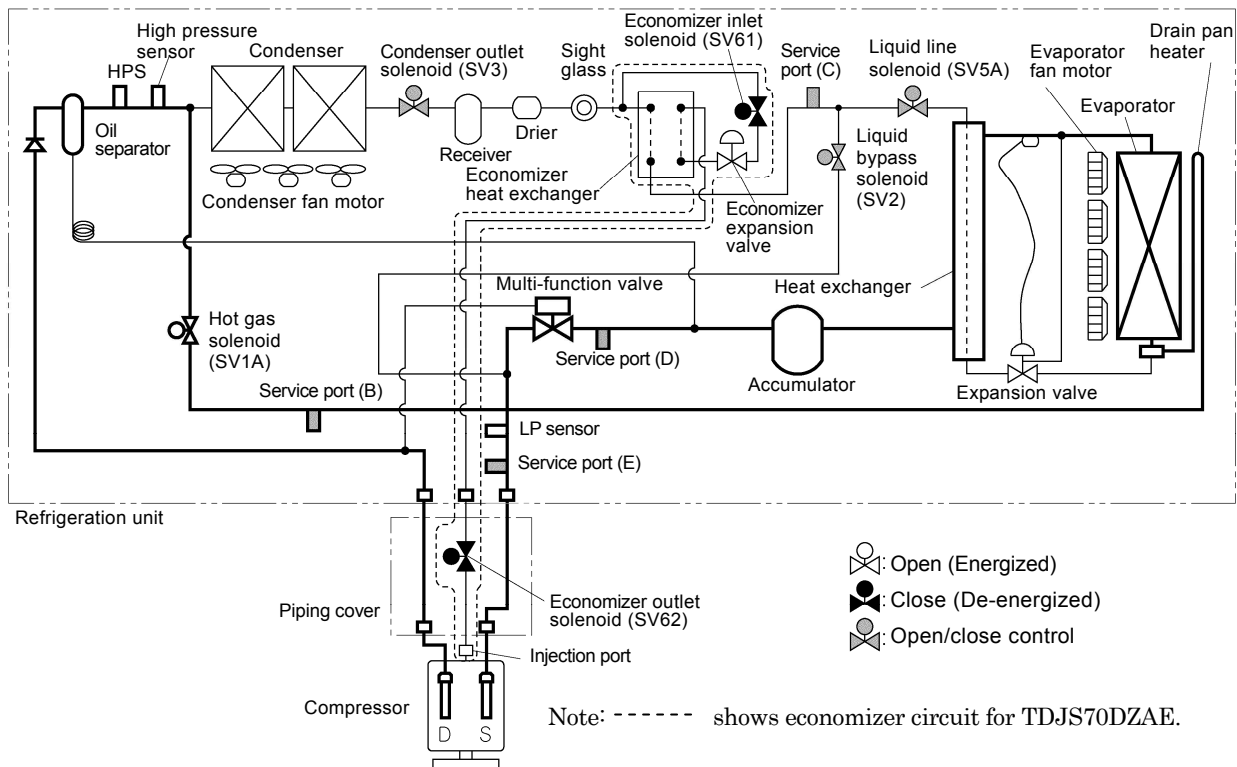 High pressure
sensor
HPS
Condenser
Condenser outlet
solenoid (SV3)
Sight
glass
Economizer inlet
solenoid (SV61)
Service
port (C)
Liquid line
solenoid (SV5A)
Evaporator
fan motor
Drain pan
heater
Evaporator
Oil
separator
Receiver
Drier
Economizer
heat exchanger
Condenser fan motor
Economizer
expansion
valve
Liquid
bypass
solenoid
(SV2)
Heat exchanger
Multi-function valve
Hot gas
solenoid
(SV1A)
Service port (D)
Accumulator
Expansion valve
Service port (B)
LP sensor
Service port (E)
Refrigeration unit
Piping cover
Economizer outlet
solenoid (SV62)
Injection port
Compressor
D
S
: Open (Energized)
: Close (De-energized)
: Open/close control
Note: ------ shows economizer circuit for TDJS70DZAE.